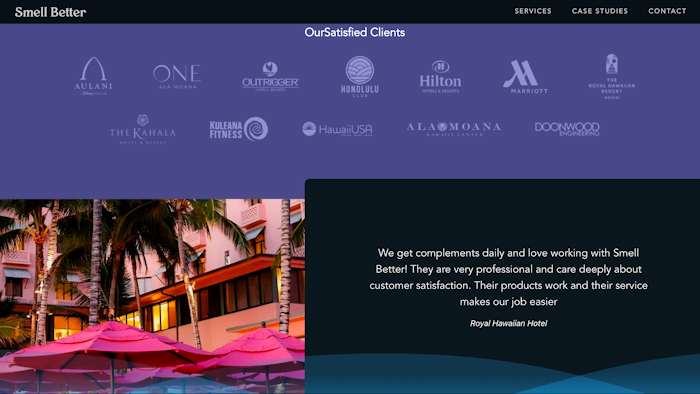 Smell Better
SERVICES CASE STUDIES CONTACT
OurSatisfied Clients
AULANI
ONE
ALA MOANA
OUTRIGGER
HONOLULU
CLUB
Hilton
HOTELS & RESORTS
MARRIOTT
THE
ROYAL HAWAIIAN
RESORT
WAIKIKI
THE KAHALA
HOTEL & RESORT
KULEANA
FITNESS
HawaiiUSA
ALA MOANA
HAWAII'S CENTER
DOONWOOD
ENGINEERING
We get complements daily and love working with Smell
Better! They are very professional and care deeply about
customer satisfaction. Their products work and their service
makes our job easier
Royal Hawaiian Hotel